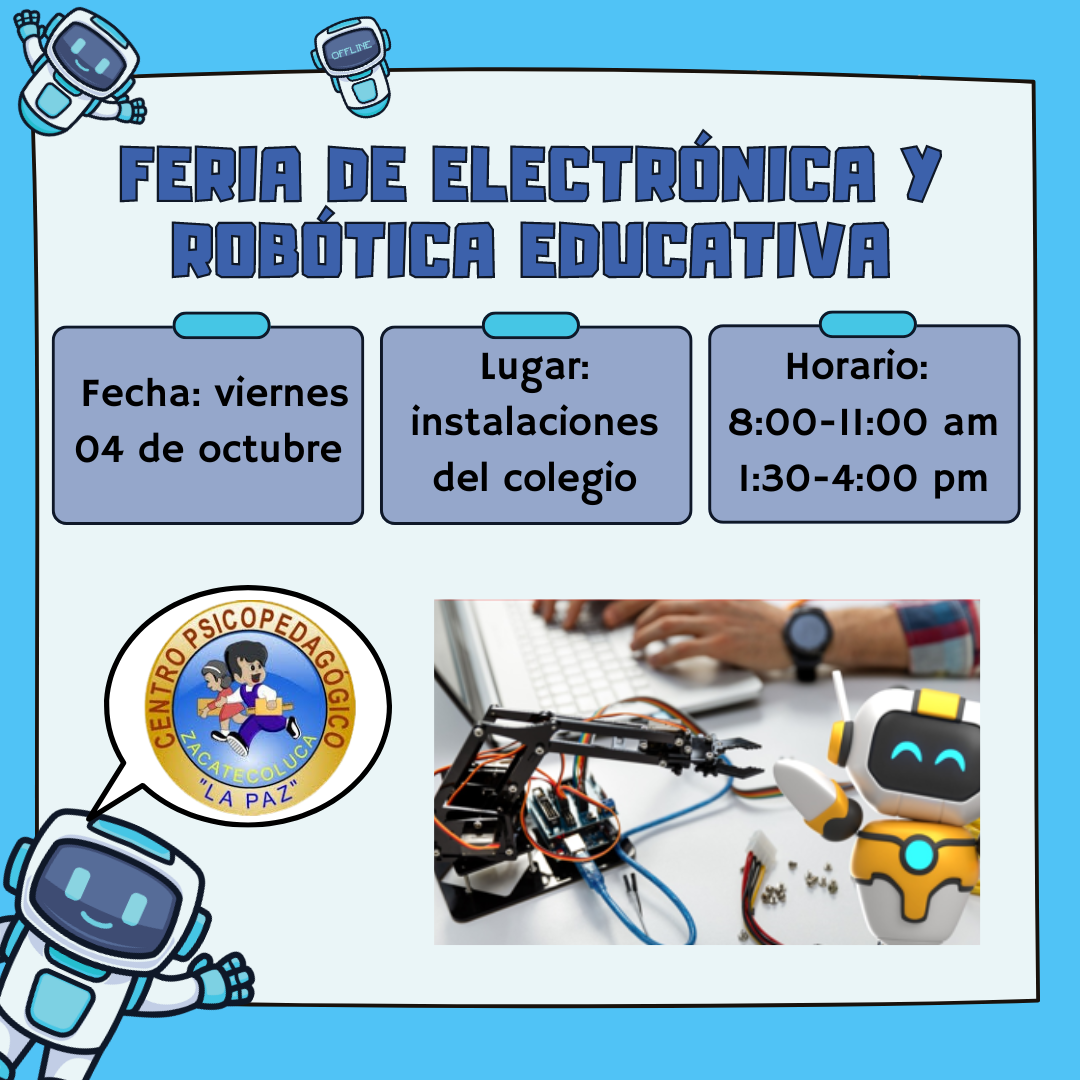 OFFLINE
FERIA DE ELECTRÓNICA Y
ROBÓTICA EDUCATIVA
Fecha: viernes
04 de octubre
Lugar:
instalaciones
del colegio
Horario:
8:00-11:00 am
1:30-4:00 pm
CENTRO PSICOPEDAGÓGICO
ZACATECOLUCA
"LA PAZ"